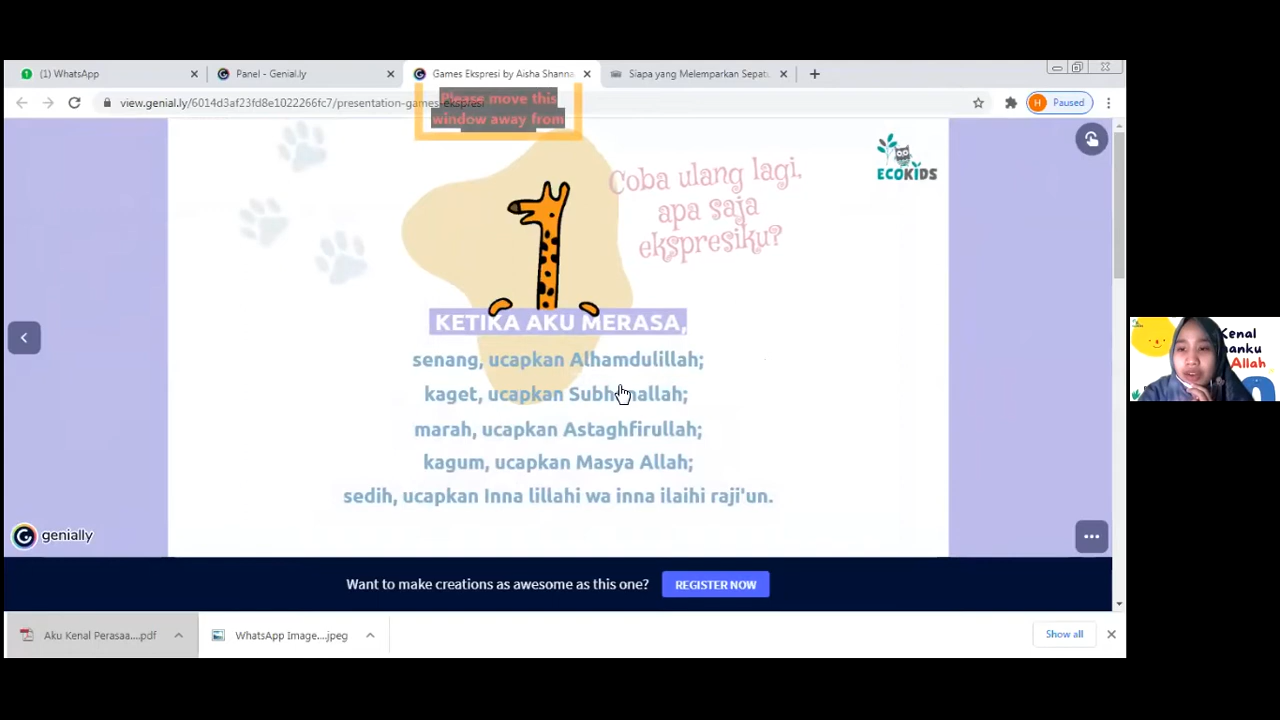 (1) WhatsApp
Panel - Genial.ly
Games Ekspresi by Aisha Shanna
Siapa yang Melemparkan Sepatu
view.genial.ly/6014d3af23fd8e1022266fc7/presentation-games-ekspresi
Paused
Please move this
window away from
Coba ulang lagi,
apa saja
ekspresiku?
ECOKIDS
KETIKA AKU MERASA,
senang, ucapkan Alhamdulillah;
kaget, ucapkan Subhanallah;
marah, ucapkan Astaghfirullah;
kagum, ucapkan Masya Allah;
sedih, ucapkan Inna lillahi wa inna ilaihi raji'un.
genially
Want to make creations as awesome as this one?
REGISTER NOW
Aku Kenal Perasaa....pdf
WhatsApp Image....jpeg
Show all
Kenal
Allah